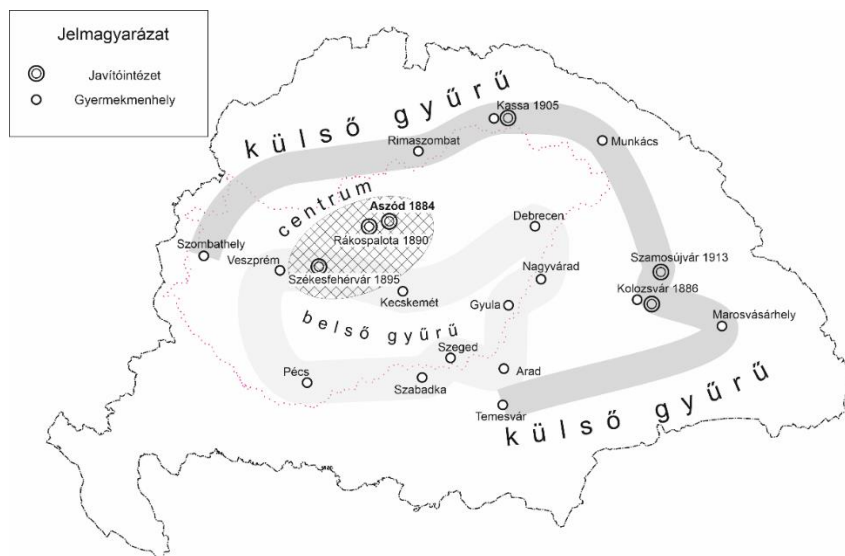 Jelmagyarázat
Javítóintézet
Gyermekmenhely
külső gyűrű
Kassa 1905
Rimaszombat
Munkács
centrum
Aszód 1884
Rákospalota 1890
Debrecen
Szombathely
Veszprém
Székesfehérvár 1895
Nagyvárad
Szamosújvár 1913
Kecskemét
Kolozsvár 1886
Gyula
Marosvásárhely
belső gyűrű
Szeged
Pécs
Szabadka
Arad
Temesvár
külső gyűrű